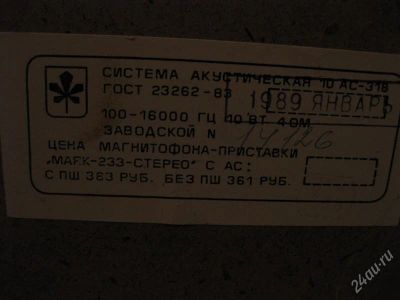 СИСТЕМА АКУСТИЧЕСКАЯ 10 АС-318
ГОСТ 23262-83
1989 ЯНВАРЬ
100-16000 ГЦ 10 ВТ 4 ОМ
ЗАВОДСКОЙ N 14126
ЦЕНА МАГНИТОФОНА-ПРИСТАВКИ
„МАЯК-233-СТЕРЕО" С АС:
С ПШ 363 РУБ. БЕЗ ПШ 361 РУБ.
24au.ru